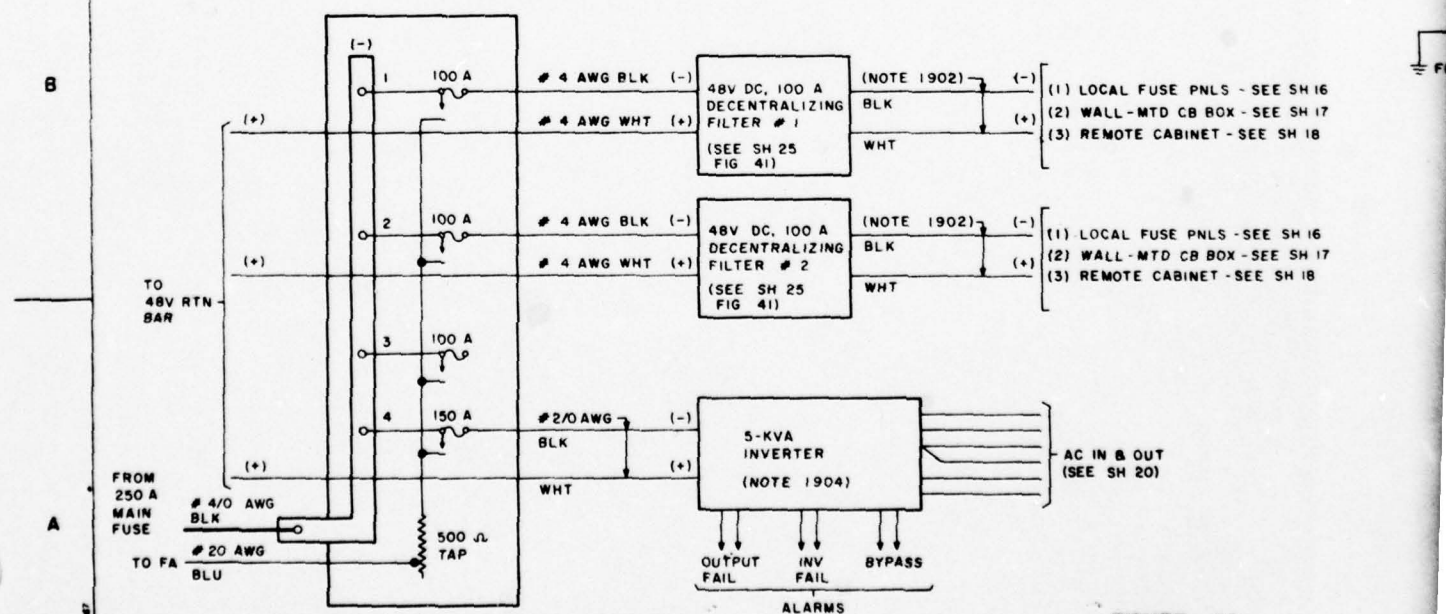 (-)
B
1
100 A
# 4 AWG BLK
(-)
48V DC, 100 A
DECENTRALIZING
FILTER # 1
(SEE SH 25
FIG 41)
(NOTE 1902)
BLK
(-)
(1) LOCAL FUSE PNLS - SEE SH 16
(+)
# 4 AWG WHT
(+)
WHT
(+)
(2) WALL-MTD CB BOX - SEE SH 17
(3) REMOTE CABINET - SEE SH 18
2
100 A
# 4 AWG BLK
(-)
48V DC, 100 A
DECENTRALIZING
FILTER # 2
(SEE SH 25
FIG 41)
(NOTE 1902)
BLK
(-)
(1) LOCAL FUSE PNLS - SEE SH 16
(+)
# 4 AWG WHT
(+)
WHT
(+)
(2) WALL-MTD CB BOX - SEE SH 17
(3) REMOTE CABINET - SEE SH 18
TO
48V RTN
BAR
3
100 A
4
150 A
#2/0 AWG
BLK
(-)
5-KVA
INVERTER
(NOTE 1904)
AC IN & OUT
(SEE SH 20)
(+)
WHT
(+)
FROM
250 A
MAIN
FUSE
# 4/0 AWG
BLK
A
TO FA
# 20 AWG
BLU
500 Ω
TAP
OUTPUT
FAIL
INV
FAIL
BYPASS
ALARMS